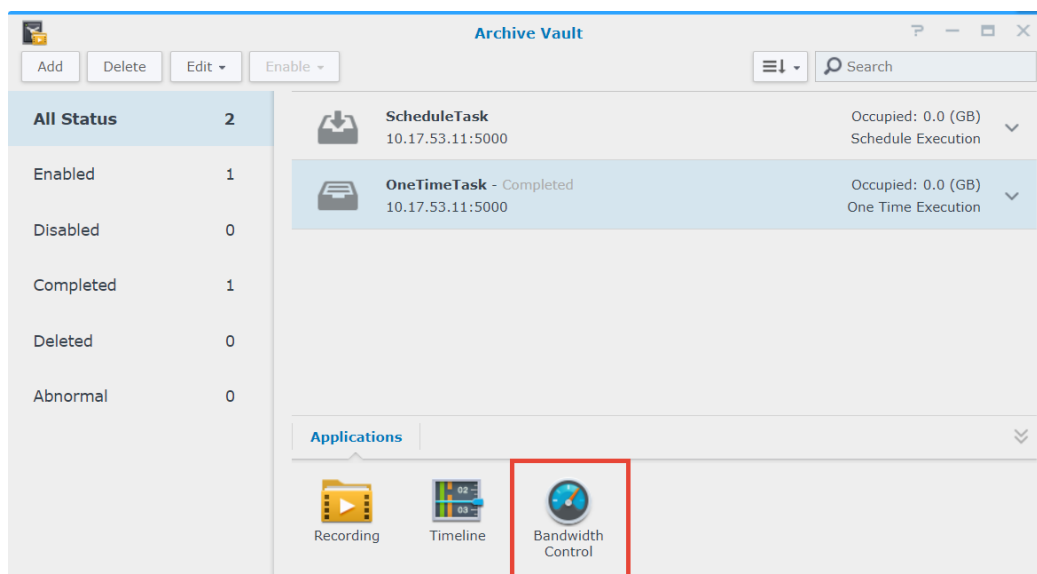 Archive Vault
Add Delete Edit Enable Search
All Status 2
Enabled 1
Disabled 0
Completed 1
Deleted 0
Abnormal 0
ScheduleTask Occupied: 0.0 (GB)
10.17.53.11:5000 Schedule Execution
OneTimeTask - Completed Occupied: 0.0 (GB)
10.17.53.11:5000 One Time Execution
Applications
02
03
Recording Timeline Bandwidth
Control